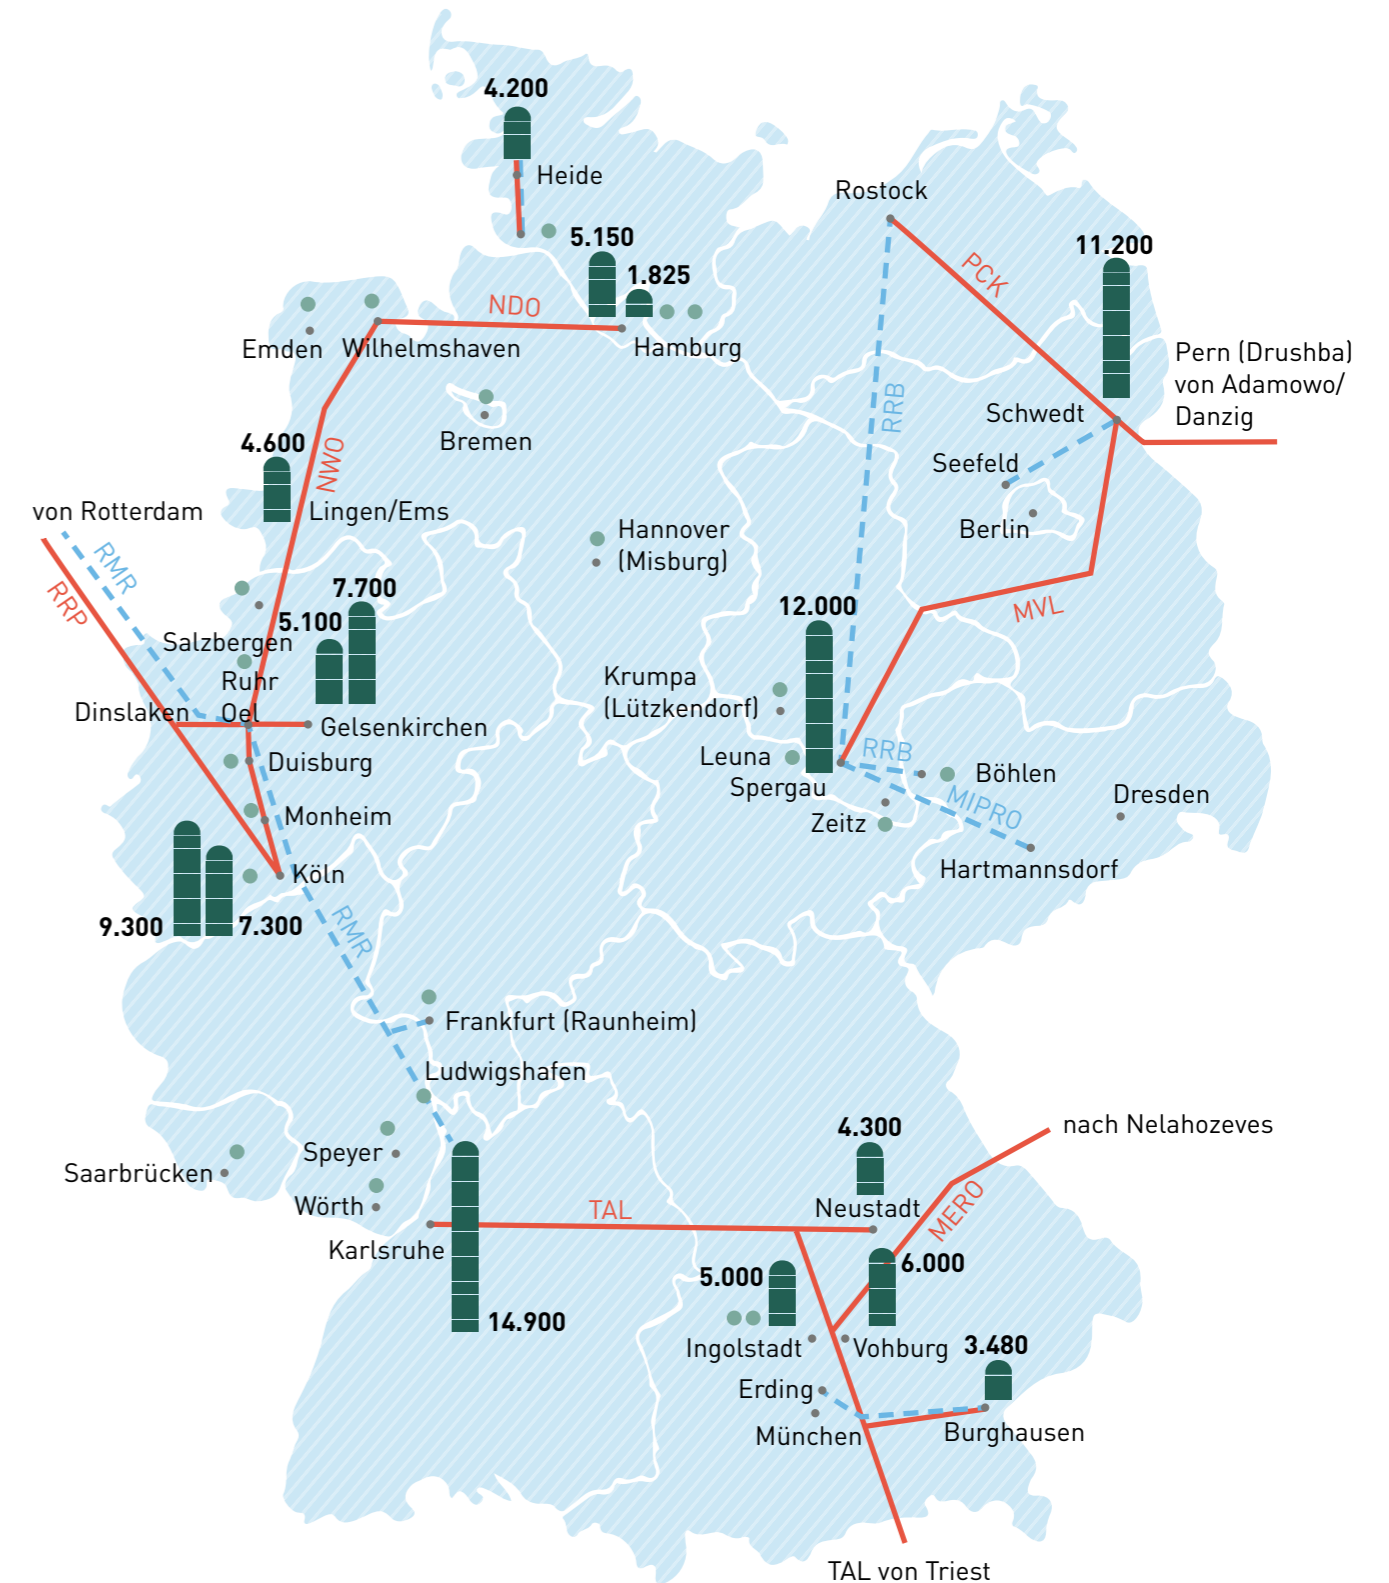 4.200
Heide
Rostock
5.150
11.200
1.825
PCK
NDO
Emden
Wilhelmshaven
Hamburg
Pern (Drushba)
von Adamowo/
Danzig
RRB
Schwedt
Bremen
4.600
NWO
Seefeld
von Rotterdam
Lingen/Ems
Berlin
Hannover
(Misburg)
RMR
RRP
7.700
5.100
12.000
MVL
Salzbergen
Ruhr
Oel
Krumpa
(Lützkendorf)
Dinslaken
Gelsenkirchen
Duisburg
Leuna
Spergau
RRB
Böhlen
MIPRO
Dresden
Monheim
Zeitz
Köln
Hartmannsdorf
9.300
7.300
RMR
Frankfurt (Raunheim)
Ludwigshafen
4.300
nach Nelahozeves
Speyer
Saarbrücken
Wörth
TAL
Neustadt
MERO
Karlsruhe
5.000
6.000
14.900
Ingolstadt
Vohburg
3.480
Erding
München
Burghausen
TAL von Triest